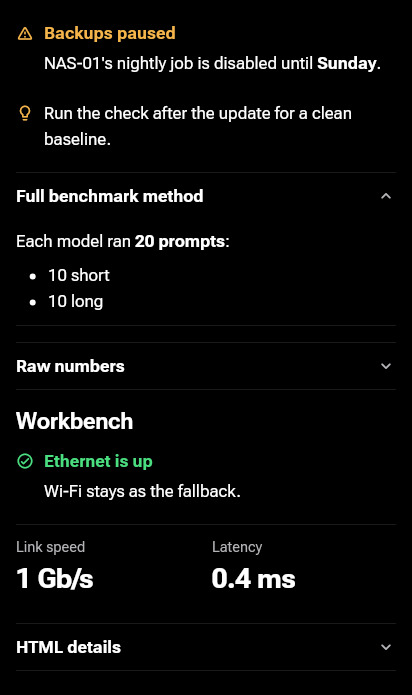 Backups paused
NAS-01's nightly job is disabled until Sunday.
Run the check after the update for a clean
baseline.
Full benchmark method
Each model ran 20 prompts:
• 10 short
• 10 long
Raw numbers
Workbench
Ethernet is up
Wi-Fi stays as the fallback.
Link speed
1 Gb/s
Latency
0.4 ms
HTML details